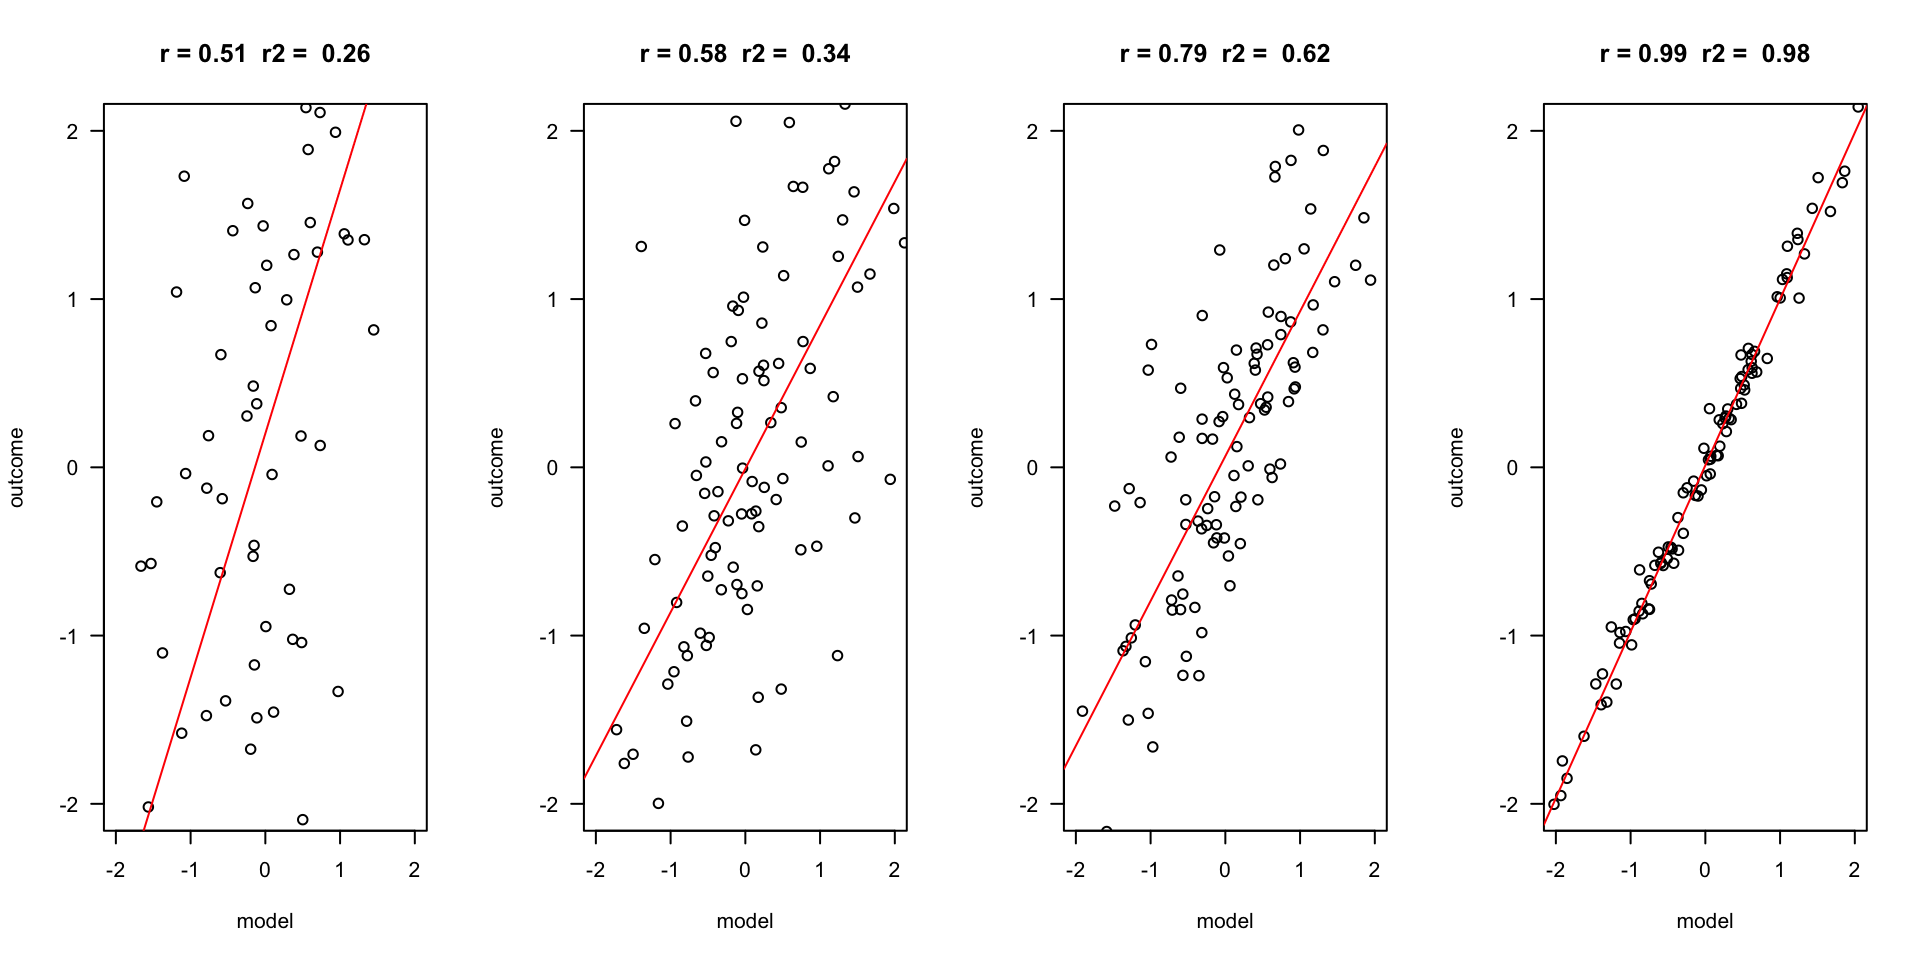 r = 0.51  r2 =  0.26
outcome
2
1
0
-1
-2
-2 -1 0 1 2
model
r = 0.58  r2 =  0.34
outcome
2
1
0
-1
-2
-2 -1 0 1 2
model
r = 0.79  r2 =  0.62
outcome
2
1
0
-1
-2
-2 -1 0 1 2
model
r = 0.99  r2 =  0.98
outcome
2
1
0
-1
-2
-2 -1 0 1 2
model